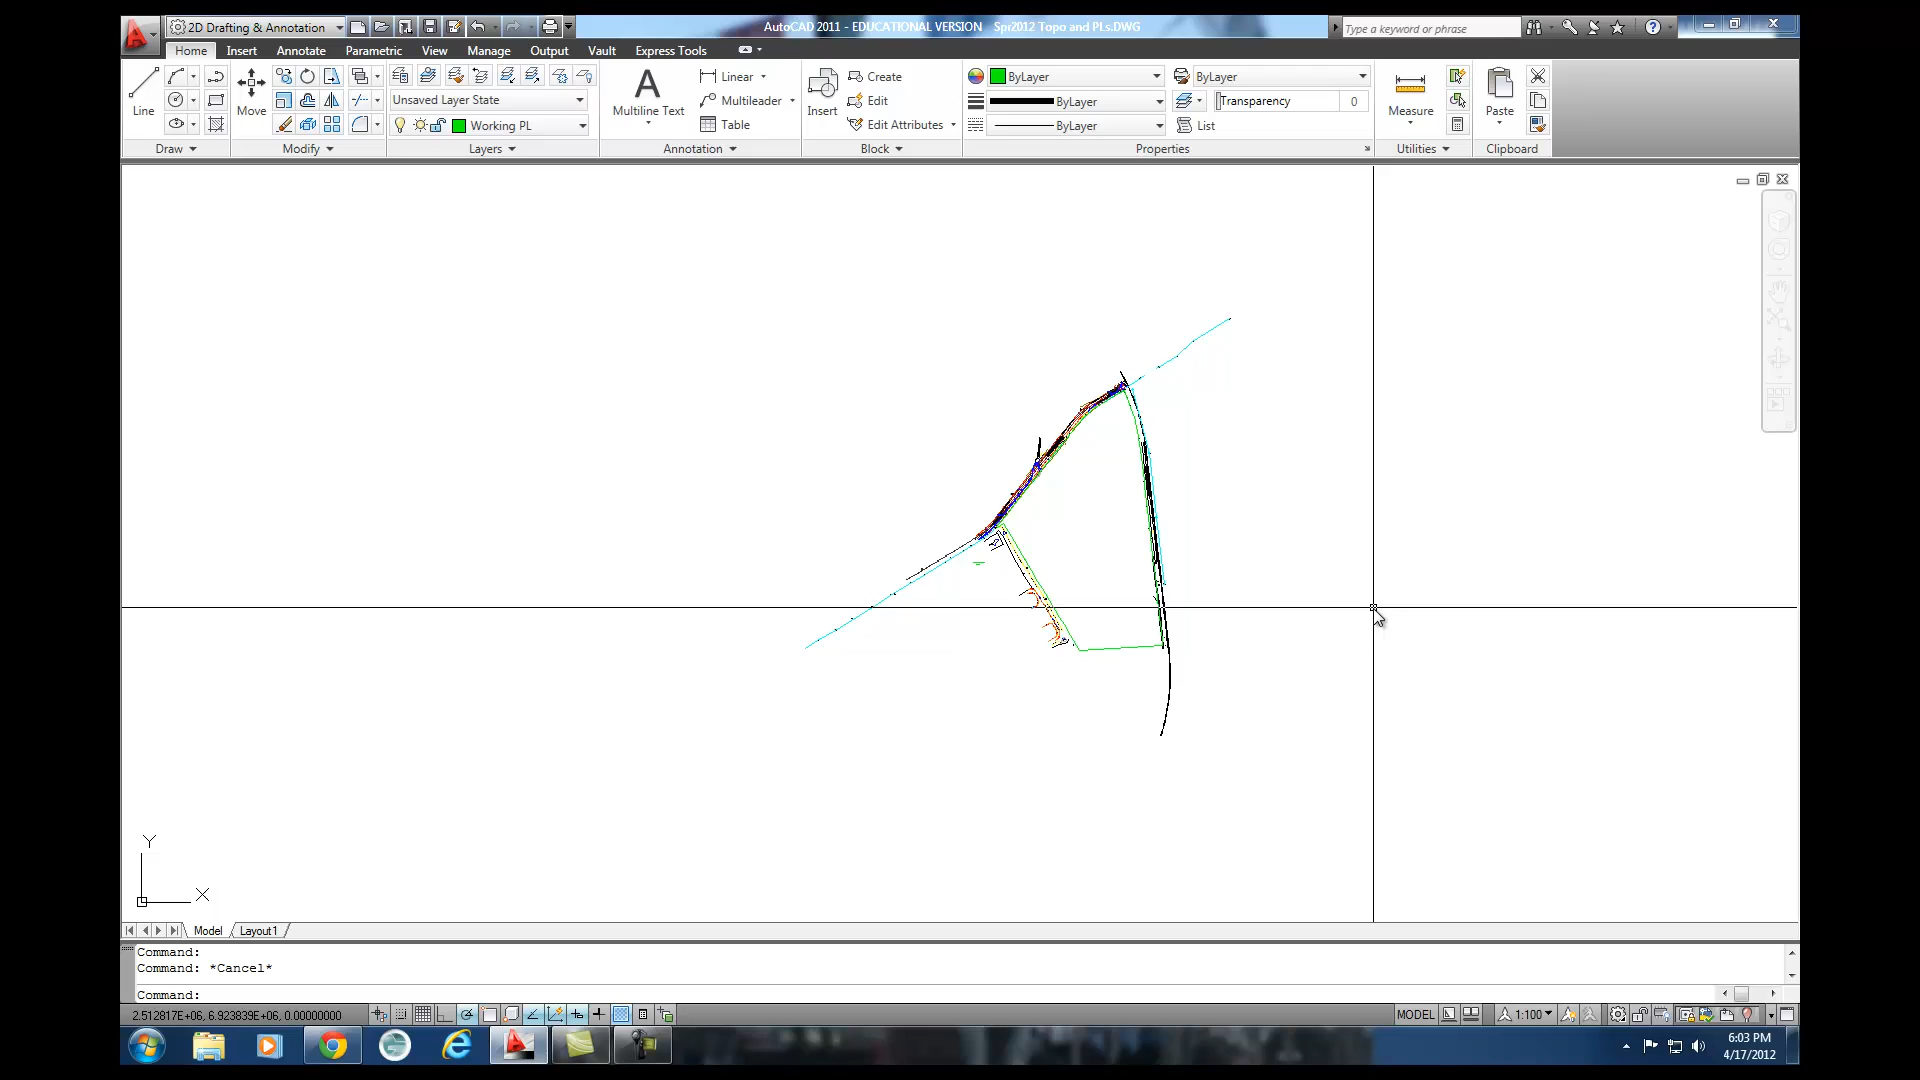 2D Drafting & Annotation
AutoCAD 2011 - EDUCATIONAL VERSION Spr2012 Topo and PLs.DWG
Type a keyword or phrase
Home Insert Annotate Parametric View Manage Output Vault Express Tools
Line
Move
Unsaved Layer State
Working PL
Multiline Text
Linear
Multileader
Table
Insert
Create
Edit
Edit Attributes
ByLayer
ByLayer
ByLayer
ByLayer
Transparency 0
List
Measure
Paste
Draw Modify Layers Annotation Block Properties Utilities Clipboard
Y
X
Model Layout1
Command:
Command: *Cancel*
Command:
2.512817E+06, 6.923839E+06, 0.00000000
MODEL
1:100
6:03 PM
4/17/2012